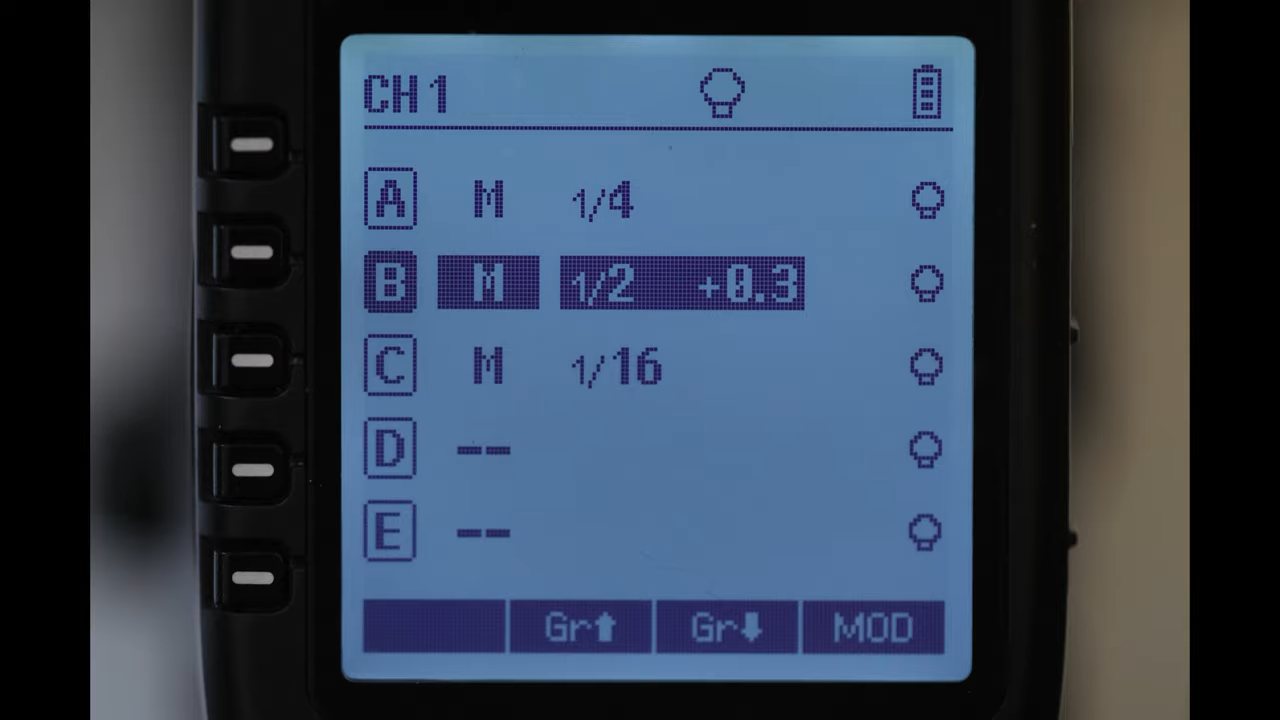 CH 1
A M 1/4
B M 1/2 +0.3
C M 1/16
D --
E --
Gr⬆ Gr⬇ MOD